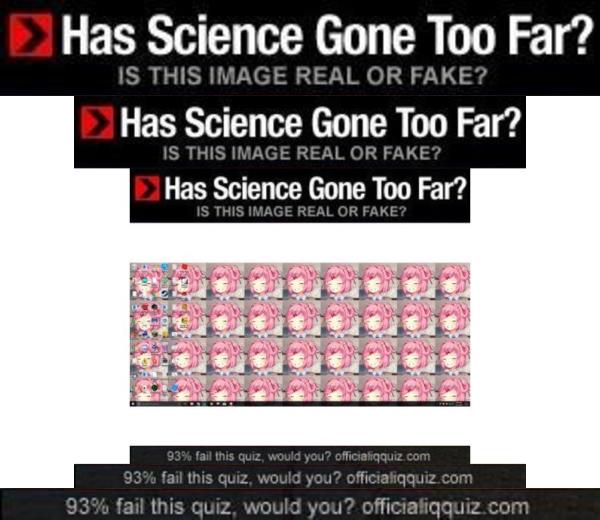 Has Science Gone Too Far?
IS THIS IMAGE REAL OR FAKE?
Has Science Gone Too Far?
IS THIS IMAGE REAL OR FAKE?
Has Science Gone Too Far?
IS THIS IMAGE REAL OR FAKE?
93% fail this quiz, would you? officialiqquiz.com
93% fail this quiz, would you? officialiqquiz.com
93% fail this quiz, would you? officialiqquiz.com